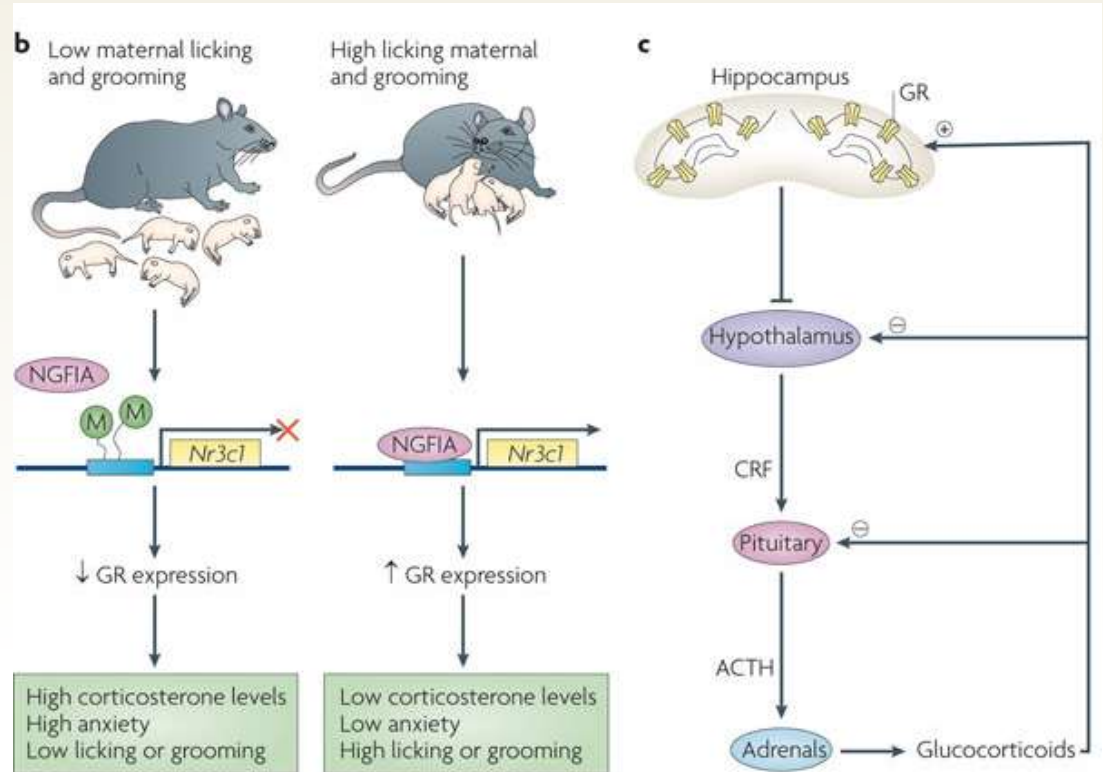 b
Low maternal licking
and grooming
High licking maternal
and grooming
NGFIA
M
M
Nr3c1
NGFIA
Nr3c1
↓ GR expression
↑ GR expression
High corticosterone levels
High anxiety
Low licking or grooming
Low corticosterone levels
Low anxiety
High licking or grooming
c
Hippocampus
GR
+
Hypothalamus
−
CRF
Pituitary
−
ACTH
Adrenals
Glucocorticoids